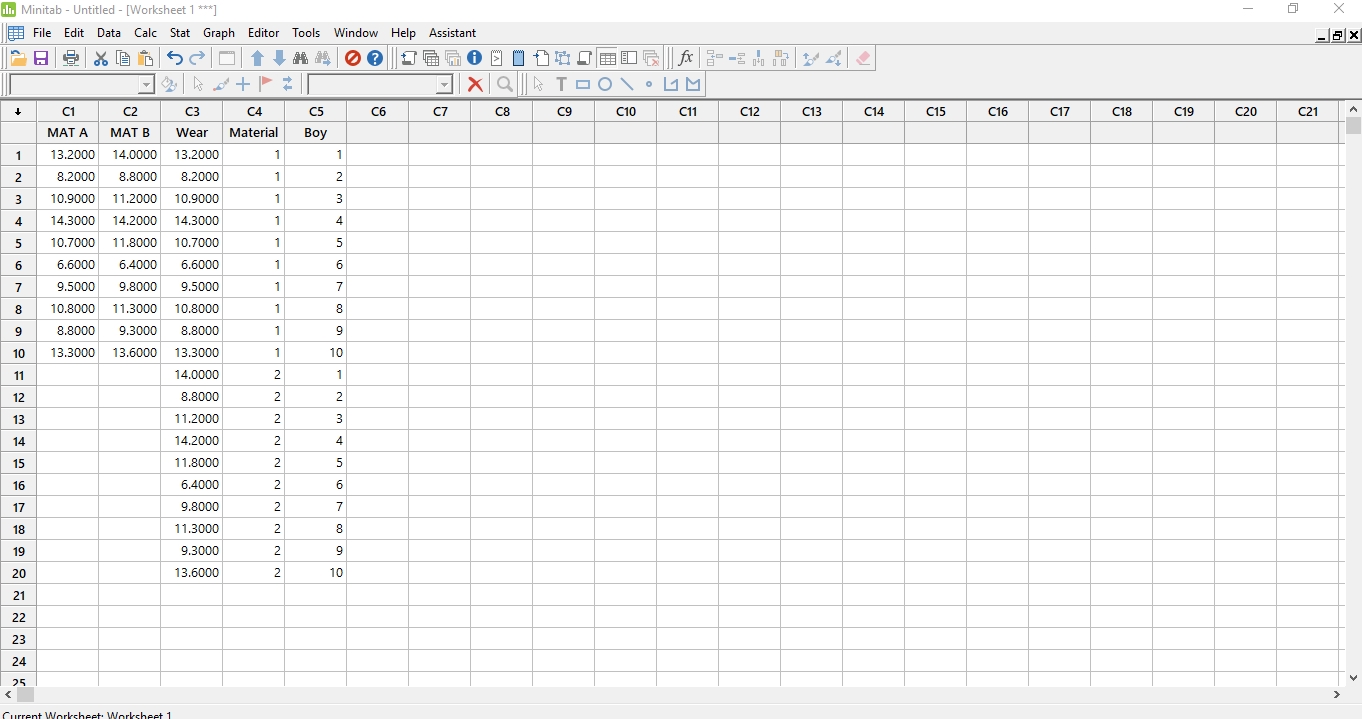 Minitab - Untitled - [Worksheet 1 ***]
File Edit Data Calc Stat Graph Editor Tools Window Help Assistant
C1 C2 C3 C4 C5 C6 C7 C8 C9 C10 C11 C12 C13 C14 C15 C16 C17 C18 C19 C20 C21
MAT A MAT B Wear Material Boy
1 13.2000 14.0000 13.2000 1 1
2 8.2000 8.8000 8.2000 1 2
3 10.9000 11.2000 10.9000 1 3
4 14.3000 14.2000 14.3000 1 4
5 10.7000 11.8000 10.7000 1 5
6 6.6000 6.4000 6.6000 1 6
7 9.5000 9.8000 9.5000 1 7
8 10.8000 11.3000 10.8000 1 8
9 8.8000 9.3000 8.8000 1 9
10 13.3000 13.6000 13.3000 1 10
11 14.0000 2 1
12 8.8000 2 2
13 11.2000 2 3
14 14.2000 2 4
15 11.8000 2 5
16 6.4000 2 6
17 9.8000 2 7
18 11.3000 2 8
19 9.3000 2 9
20 13.6000 2 10
21
22
23
24
25
Current Worksheet: Worksheet 1